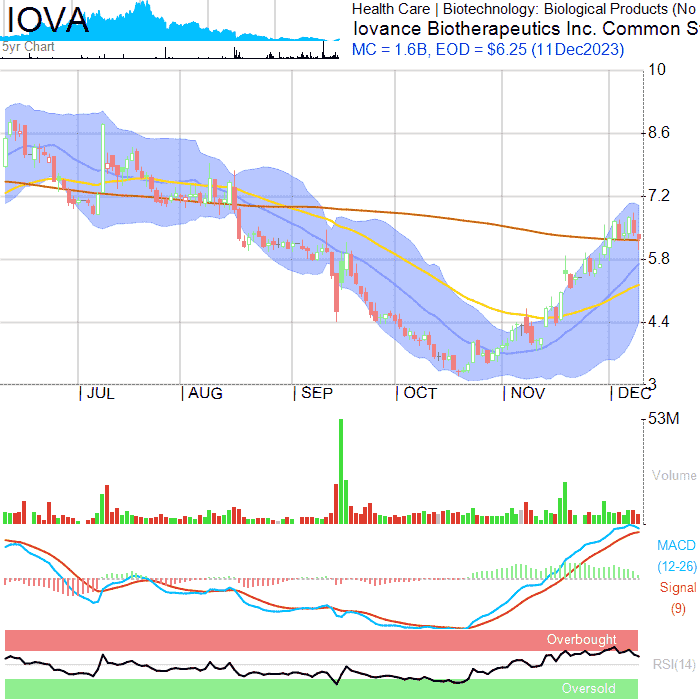 IOVA
5yr Chart
Health Care | Biotechnology: Biological Products (No
Iovance Biotherapeutics Inc. Common S
MC = 1.6B, EOD = $6.25 (11Dec2023)
10
8.6
7.2
5.8
4.4
3
| JUL | AUG | SEP | OCT | NOV | DEC
53M
Volume
MACD
(12-26)
Signal
(9)
Overbought
RSI(14)
Oversold